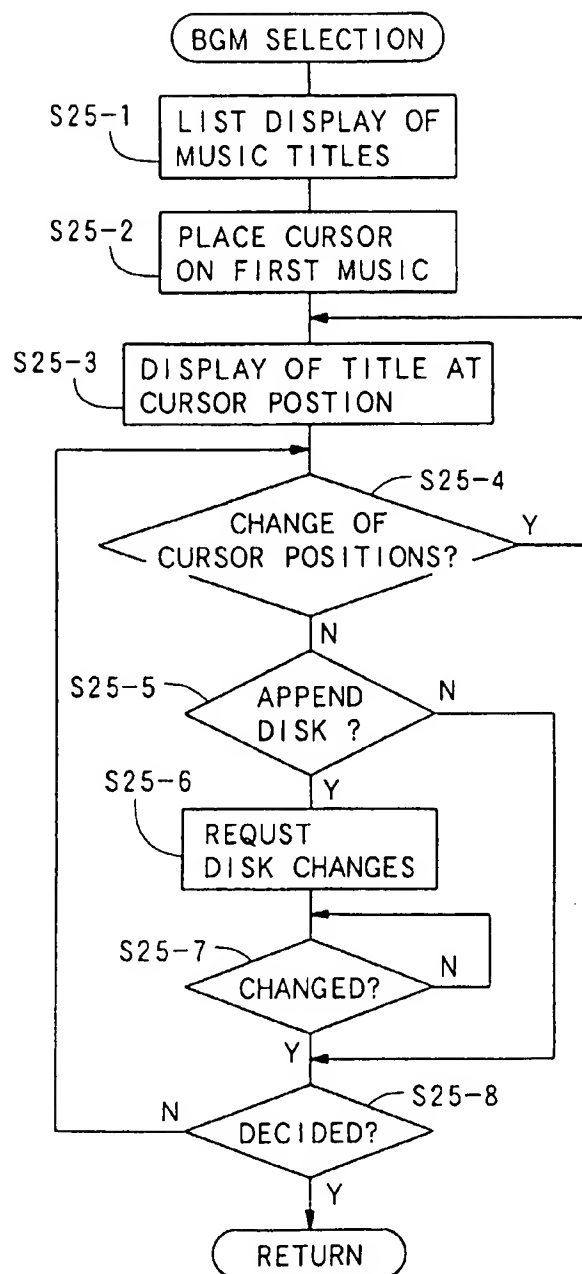 BGM SELECTION
S25-1
LIST DISPLAY OF
MUSIC TITLES
S25-2
PLACE CURSOR
ON FIRST MUSIC
S25-3
DISPLAY OF TITLE AT
CURSOR POSTION
S25-4
CHANGE OF
CURSOR POSITIONS?
Y
N
S25-5
APPEND
DISK ?
N
Y
S25-6
REQUST
DISK CHANGES
S25-7
CHANGED?
N
Y
S25-8
DECIDED?
N
Y
RETURN